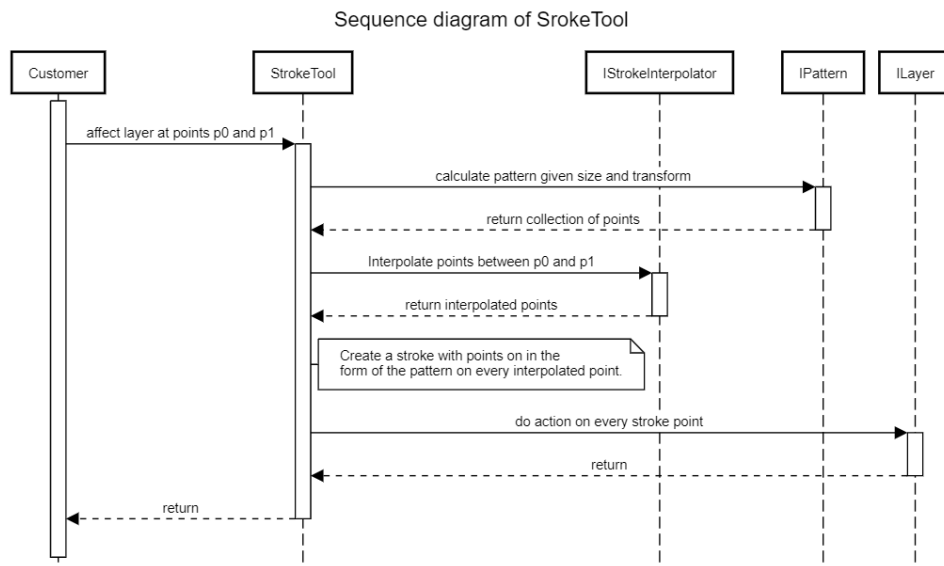 Sequence diagram of SrokeTool
Customer
StrokeTool
IStrokeInterpolator
IPattern
ILayer
affect layer at points p0 and p1
calculate pattern given size and transform
return collection of points
Interpolate points between p0 and p1
return interpolated points
Create a stroke with points on in the
form of the pattern on every interpolated point.
do action on every stroke point
return
return